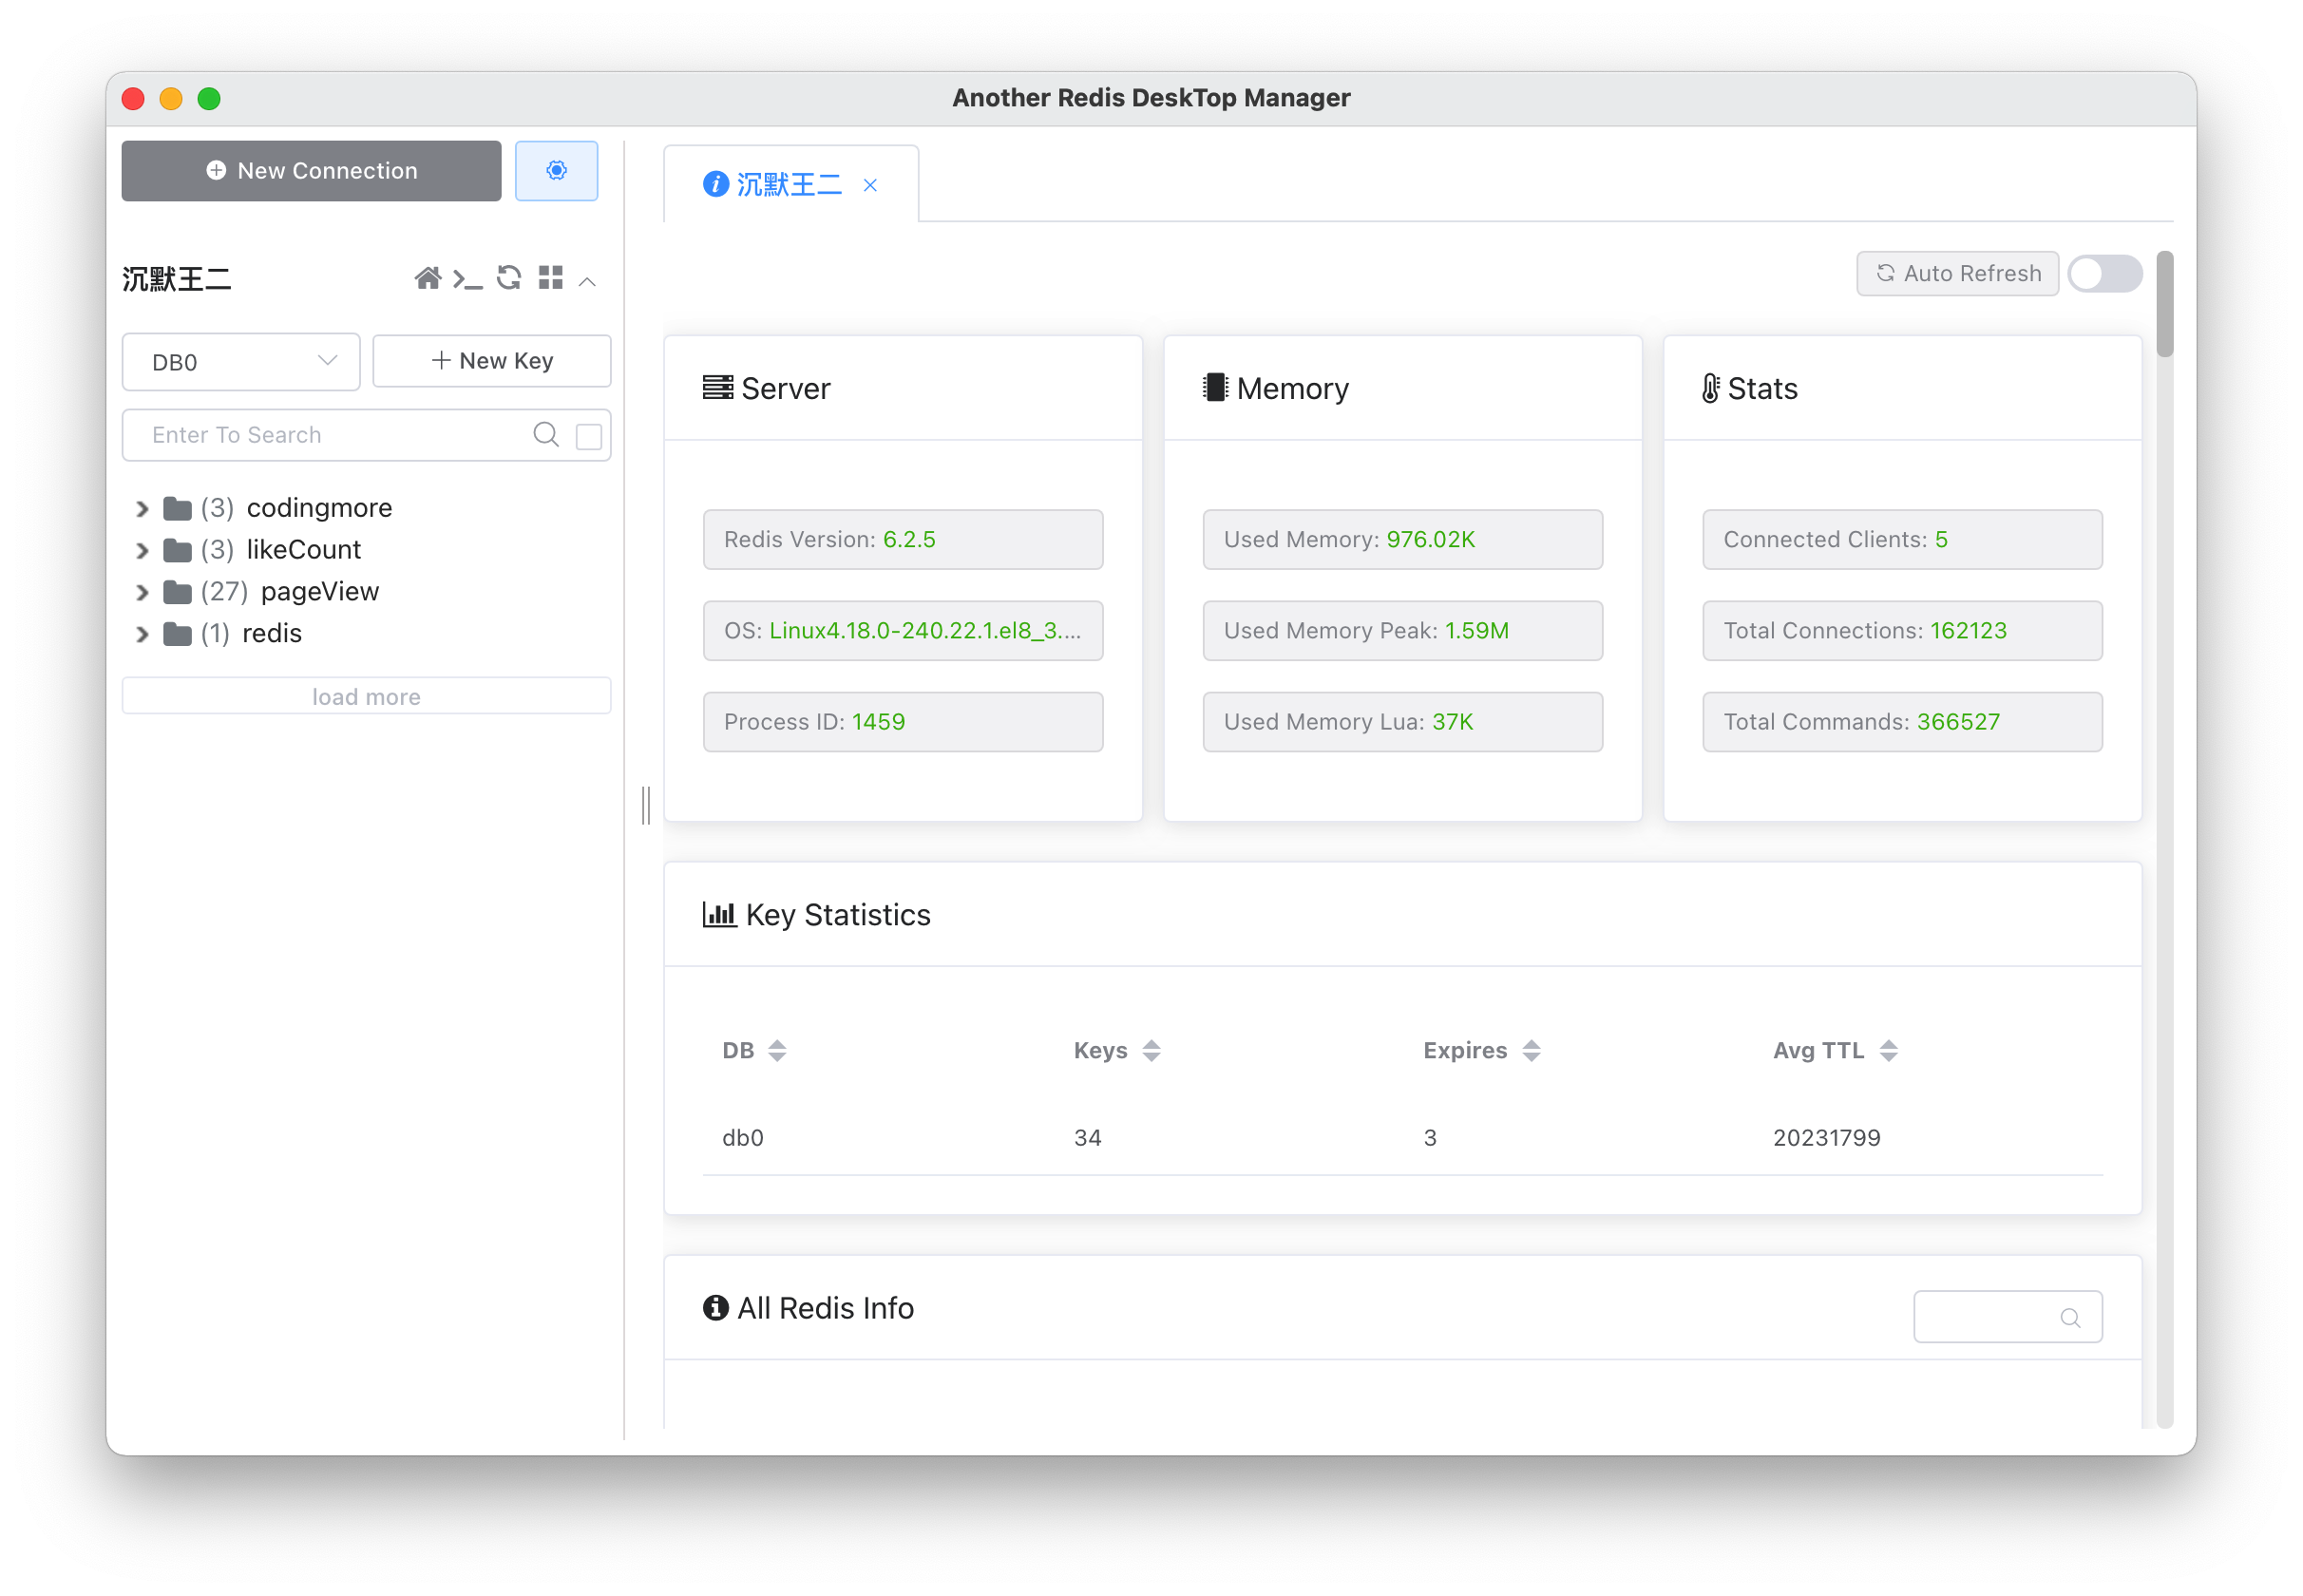 Another Redis DeskTop Manager
New Connection
沉默王二
DB0
New Key
Enter To Search
(3) codingmore
(3) likeCount
(27) pageView
(1) redis
load more
沉默王二
Auto Refresh
Server
Redis Version: 6.2.5
OS: Linux4.18.0-240.22.1.el8_3....
Process ID: 1459
Memory
Used Memory: 976.02K
Used Memory Peak: 1.59M
Used Memory Lua: 37K
Stats
Connected Clients: 5
Total Connections: 162123
Total Commands: 366527
Key Statistics
DB Keys Expires Avg TTL
db0 34 3 20231799
All Redis Info